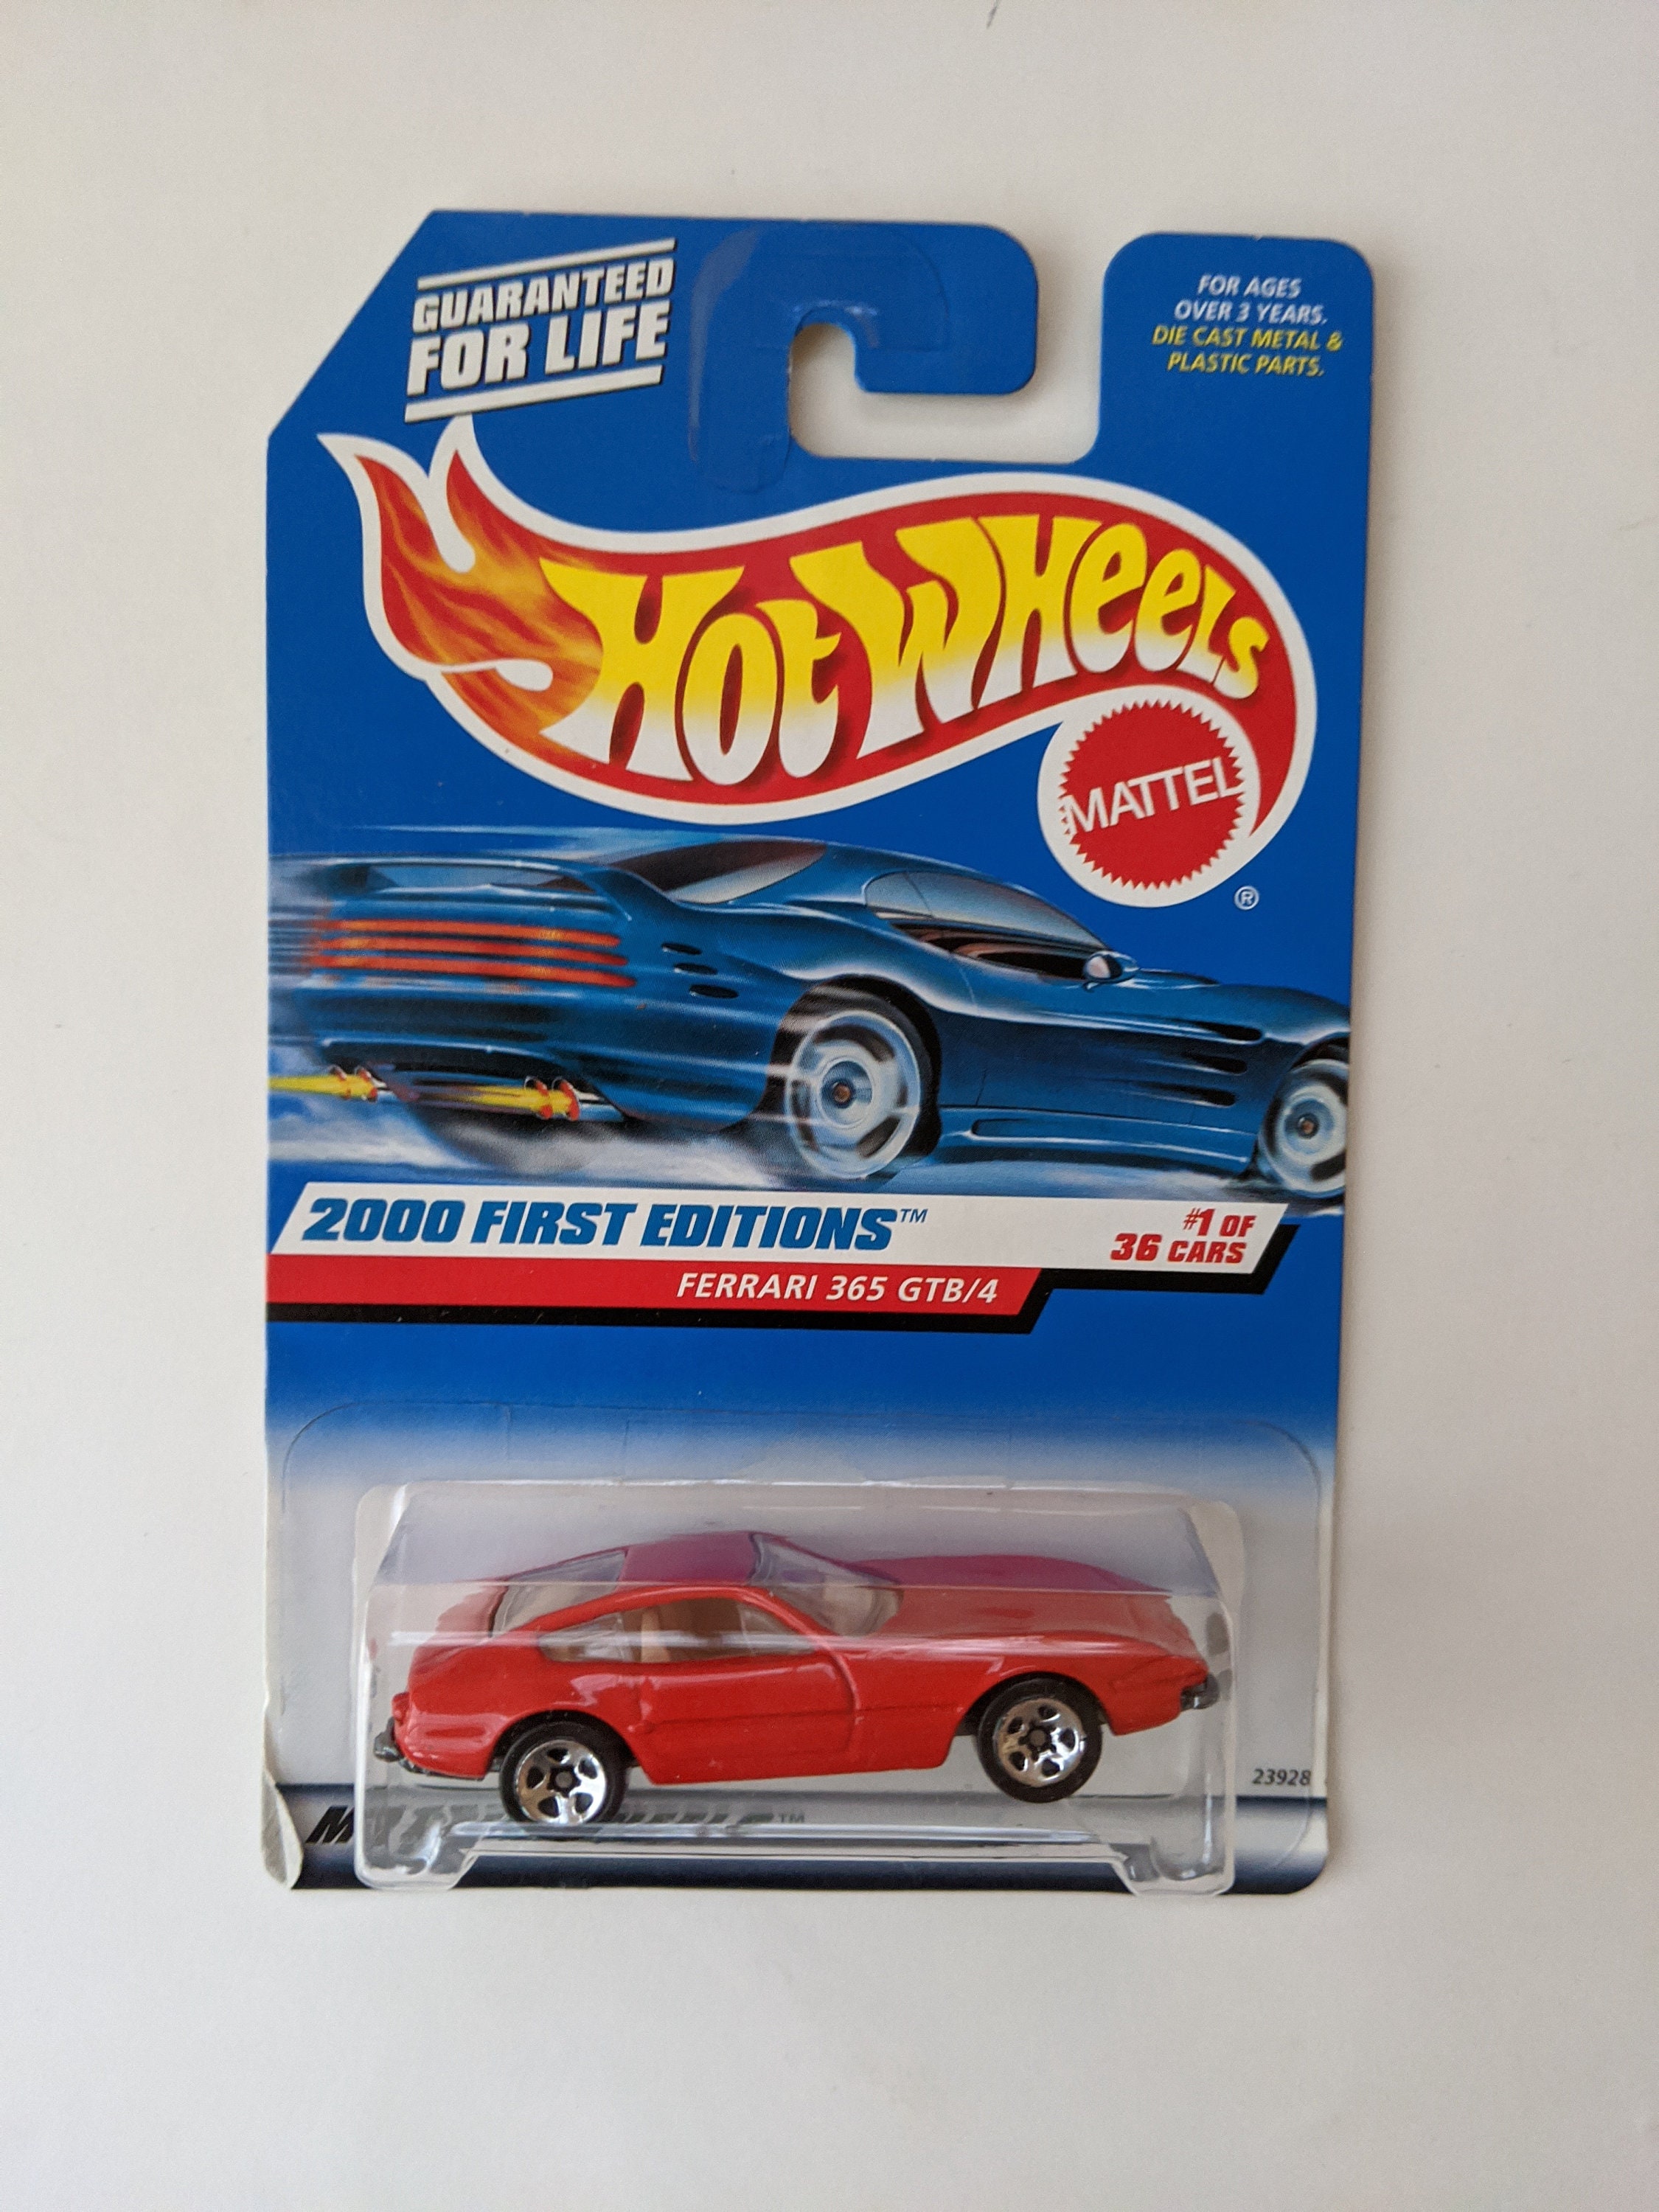 GUARANTEED
FOR LIFE
FOR AGES
OVER 3 YEARS.
DIE CAST METAL &
PLASTIC PARTS.
HOT WHEELS
MATTEL
®
2000 FIRST EDITIONS™
#1 OF
36 CARS
FERRARI 365 GTB/4
23928
™